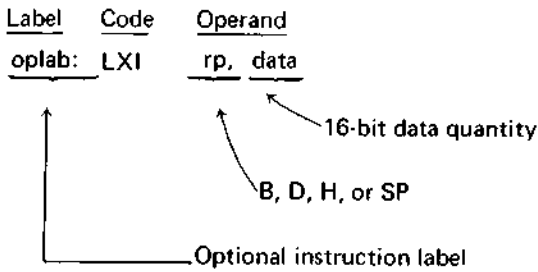 Label Code Operand
oplab: LXI rp, data
16-bit data quantity
B, D, H, or SP
Optional instruction label